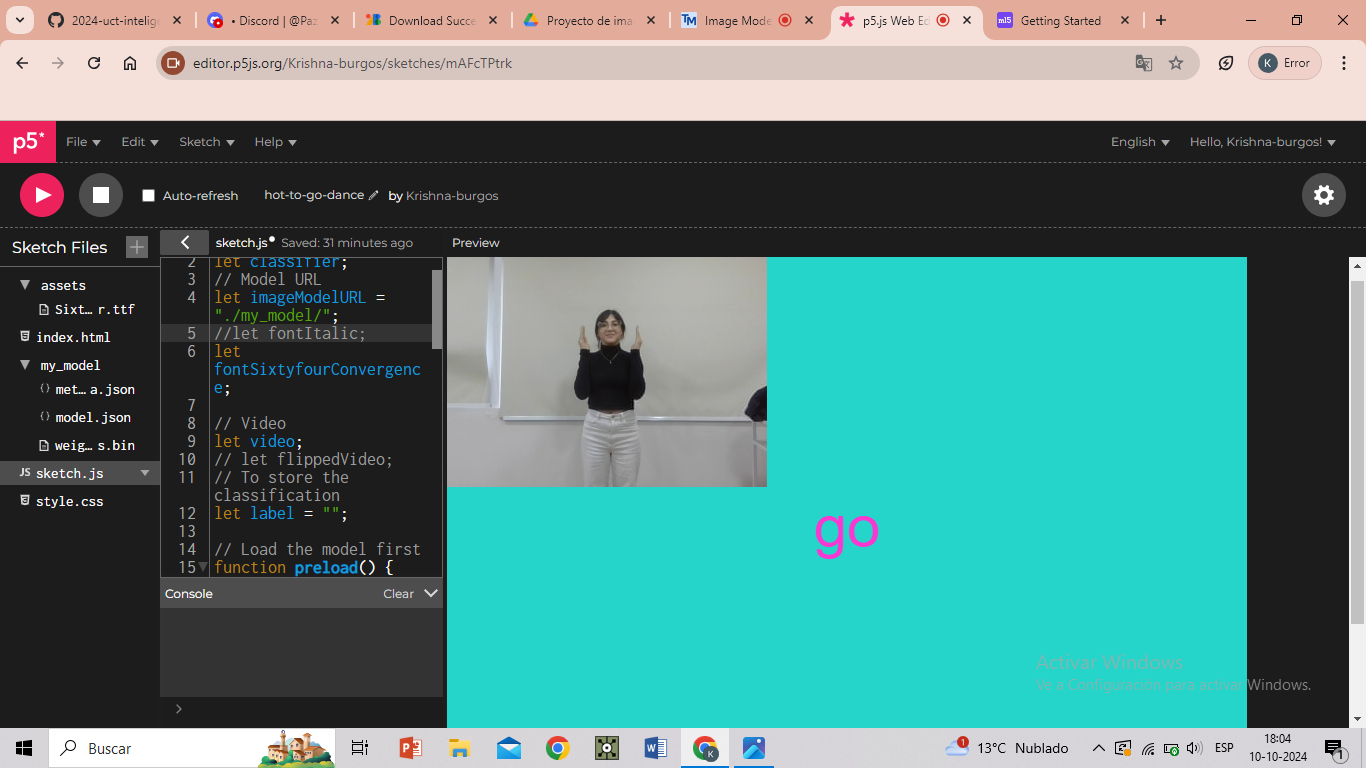 2024-uct-intelige
• Discord | @Paz
Download Succe
Proyecto de ima
Image Mode
p5.js Web Ed
Getting Started
editor.p5js.org/Krishna-burgos/sketches/mAFcTPtrk
K Error
p5* File Edit Sketch Help English Hello, Krishna-burgos!
Auto-refresh hot-to-go-dance by Krishna-burgos
Sketch Files
assets
Sixt... r.ttf
index.html
my_model
met... a.json
model.json
weig... s.bin
JS sketch.js
style.css
sketch.js Saved: 31 minutes ago
2 let classifier;
3 // Model URL
4 let imageModelURL =
"./my_model/";
5 //let fontItalic;
6 let
fontSixtyfourConvergenc
e;
7
8 // Video
9 let video;
10 // let flippedVideo;
11 // To store the
classification
12 let label = "";
13
14 // Load the model first
15 function preload() {
Console Clear
>
Preview
go
Activar Windows
Ve a Configuración para activar Windows.
Buscar
13°C Nublado
ESP
18:04
10-10-2024
1